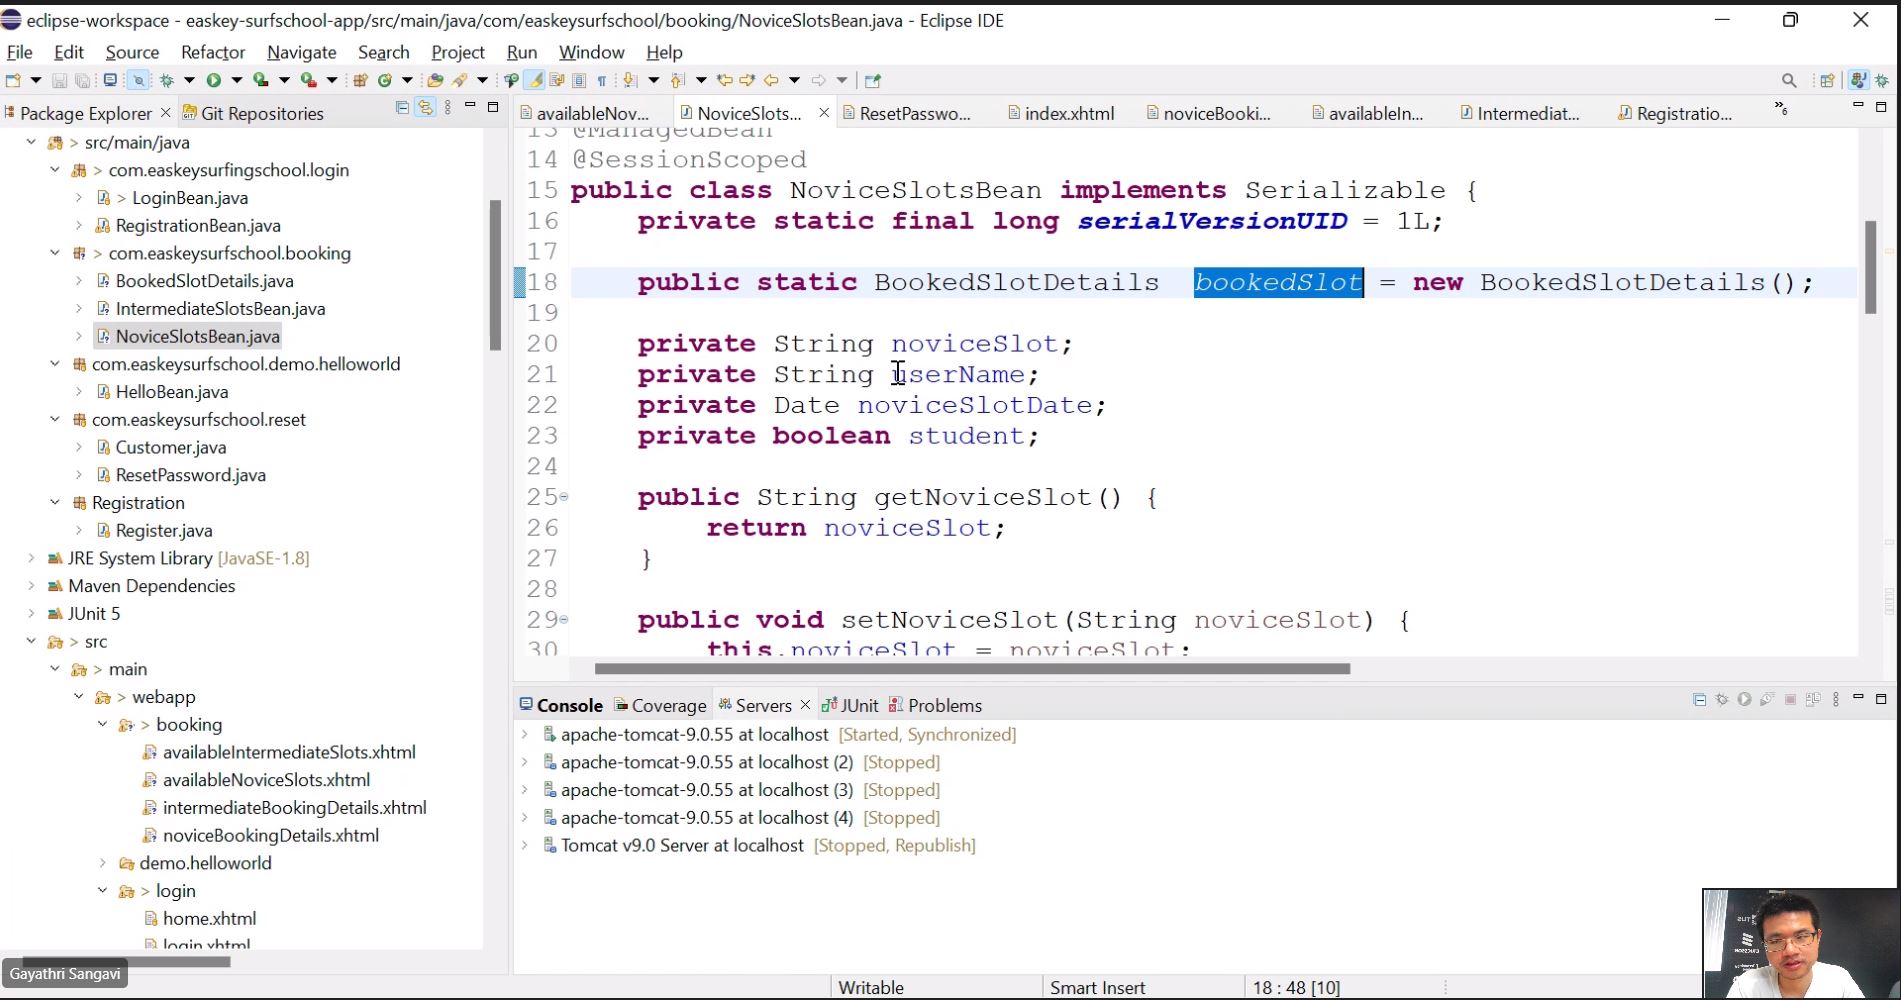 eclipse-workspace - easkey-surfschool-app/src/main/java/com/easkeysurfschool/booking/NoviceSlotsBean.java - Eclipse IDE
File Edit Source Refactor Navigate Search Project Run Window Help
Package Explorer Git Repositories
availableNov... NoviceSlots... ResetPasswo... index.xhtml noviceBooki... availableIn... Intermediat... Registratio... »6
> src/main/java
> com.easkeysurfingschool.login
> LoginBean.java
RegistrationBean.java
> com.easkeysurfschool.booking
BookedSlotDetails.java
IntermediateSlotsBean.java
NoviceSlotsBean.java
com.easkeysurfschool.demo.helloworld
HelloBean.java
com.easkeysurfschool.reset
Customer.java
ResetPassword.java
Registration
Register.java
JRE System Library [JavaSE-1.8]
Maven Dependencies
JUnit 5
> src
> main
> webapp
> booking
availableIntermediateSlots.xhtml
availableNoviceSlots.xhtml
intermediateBookingDetails.xhtml
noviceBookingDetails.xhtml
demo.helloworld
> login
home.xhtml
login.xhtml
Gayathri Sangavi
13 @ManagedBean
14 @SessionScoped
15 public class NoviceSlotsBean implements Serializable {
16 private static final long serialVersionUID = 1L;
17
18 public static BookedSlotDetails bookedSlot = new BookedSlotDetails();
19
20 private String noviceSlot;
21 private String userName;
22 private Date noviceSlotDate;
23 private boolean student;
24
25 public String getNoviceSlot() {
26 return noviceSlot;
27 }
28
29 public void setNoviceSlot(String noviceSlot) {
30 this.noviceSlot = noviceSlot;
Console Coverage Servers JUnit Problems
apache-tomcat-9.0.55 at localhost [Started, Synchronized]
apache-tomcat-9.0.55 at localhost (2) [Stopped]
apache-tomcat-9.0.55 at localhost (3) [Stopped]
apache-tomcat-9.0.55 at localhost (4) [Stopped]
Tomcat v9.0 Server at localhost [Stopped, Republish]
ERICSSON
Writable Smart Insert 18 : 48 [10]